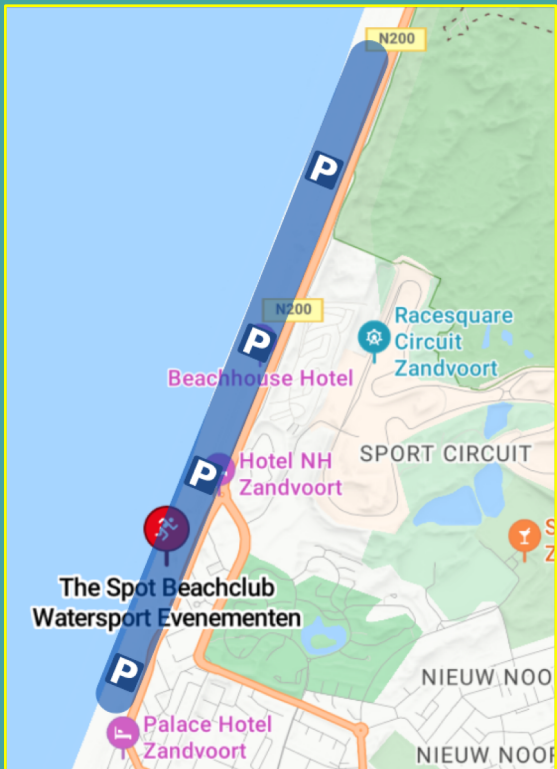 N200
P
N200
Racesquare
Circuit
Zandvoort
P
Beachhouse Hotel
SPORT CIRCUIT
Hotel NH
Zandvoort
P
S
Z
The Spot Beachclub
Watersport Evenementen
P
NIEUW NOO
Palace Hotel
Zandvoort
NIEUW NOOR